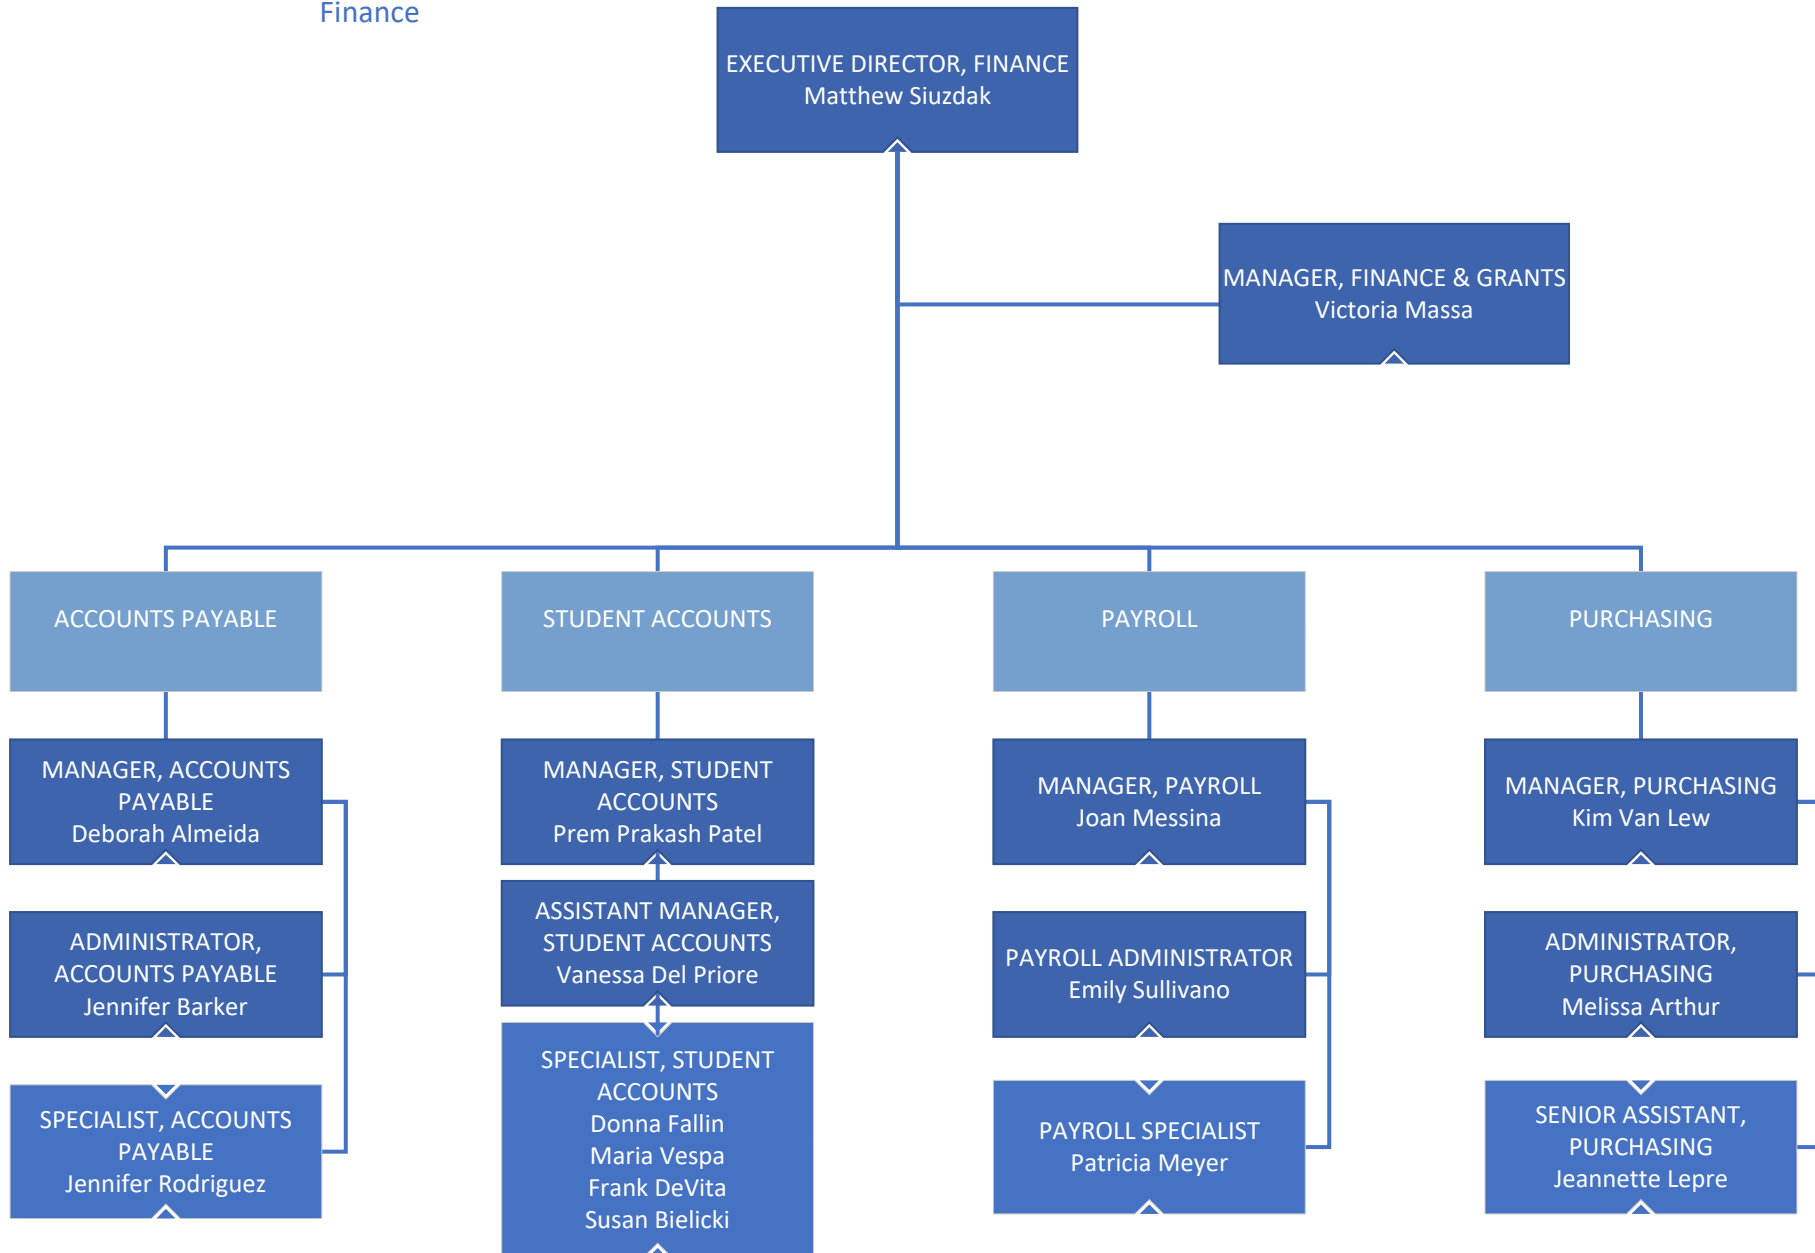 Finance
EXECUTIVE DIRECTOR, FINANCE
Matthew Siuzdak
MANAGER, FINANCE & GRANTS
Victoria Massa
ACCOUNTS PAYABLE
STUDENT ACCOUNTS
PAYROLL
PURCHASING
MANAGER, ACCOUNTS
PAYABLE
Deborah Almeida
MANAGER, STUDENT
ACCOUNTS
Prem Prakash Patel
MANAGER, PAYROLL
Joan Messina
MANAGER, PURCHASING
Kim Van Lew
ADMINISTRATOR,
ACCOUNTS PAYABLE
Jennifer Barker
ASSISTANT MANAGER,
STUDENT ACCOUNTS
Vanessa Del Priore
PAYROLL ADMINISTRATOR
Emily Sullivano
ADMINISTRATOR,
PURCHASING
Melissa Arthur
SPECIALIST, ACCOUNTS
PAYABLE
Jennifer Rodriguez
SPECIALIST, STUDENT
ACCOUNTS
Donna Fallin
Maria Vespa
Frank DeVita
Susan Bielicki
PAYROLL SPECIALIST
Patricia Meyer
SENIOR ASSISTANT,
PURCHASING
Jeannette Lepre